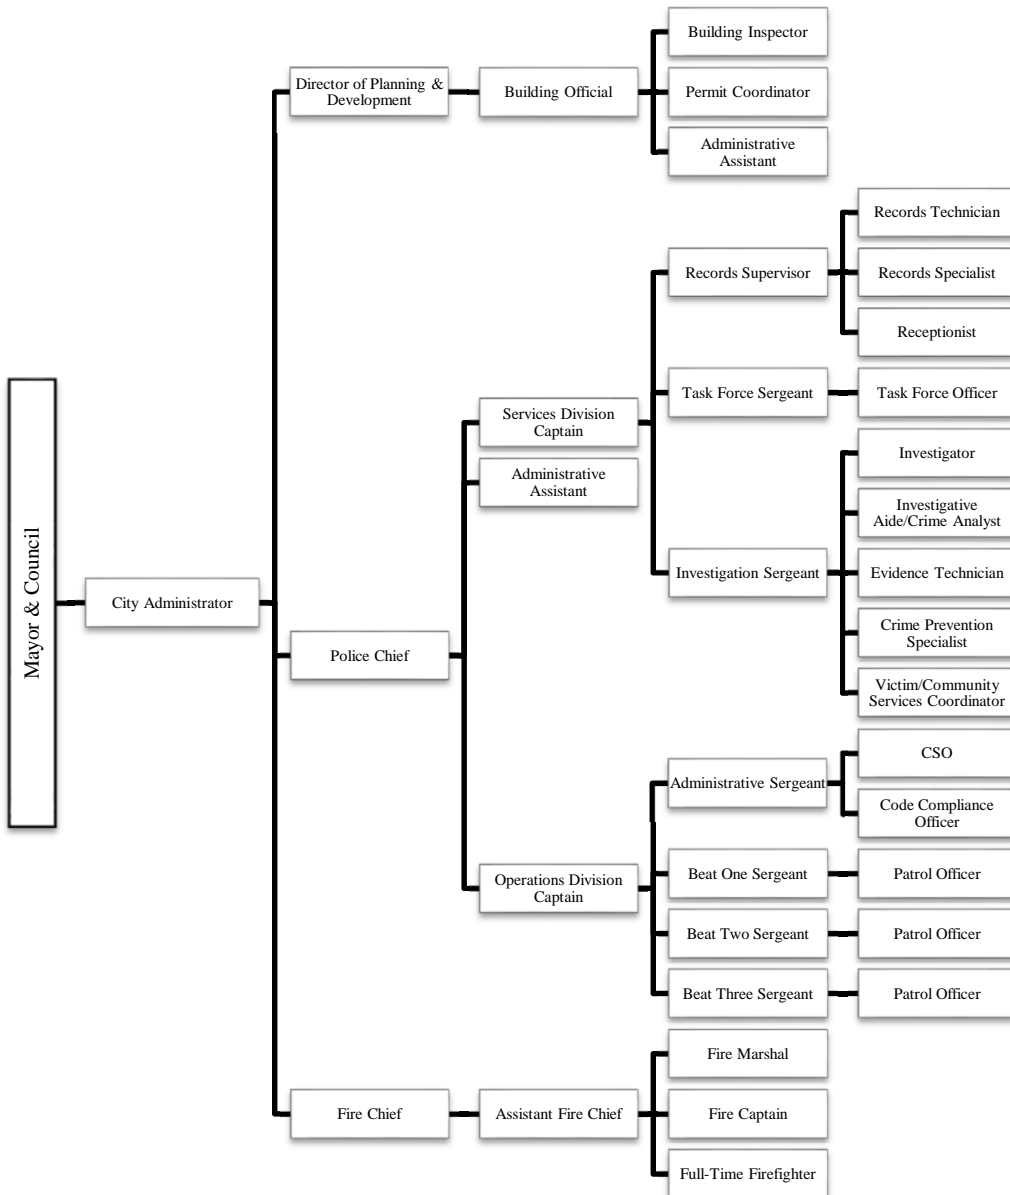 Mayor & Council
City Administrator
Director of Planning &
Development
Building Official
Building Inspector
Permit Coordinator
Administrative
Assistant
Police Chief
Services Division
Captain
Records Supervisor
Records Technician
Records Specialist
Receptionist
Task Force Sergeant
Task Force Officer
Investigation Sergeant
Investigator
Investigative
Aide/Crime Analyst
Evidence Technician
Crime Prevention
Specialist
Victim/Community
Services Coordinator
Administrative
Assistant
Operations Division
Captain
Administrative Sergeant
CSO
Code Compliance
Officer
Beat One Sergeant
Patrol Officer
Beat Two Sergeant
Patrol Officer
Beat Three Sergeant
Patrol Officer
Fire Chief
Assistant Fire Chief
Fire Marshal
Fire Captain
Full-Time Firefighter